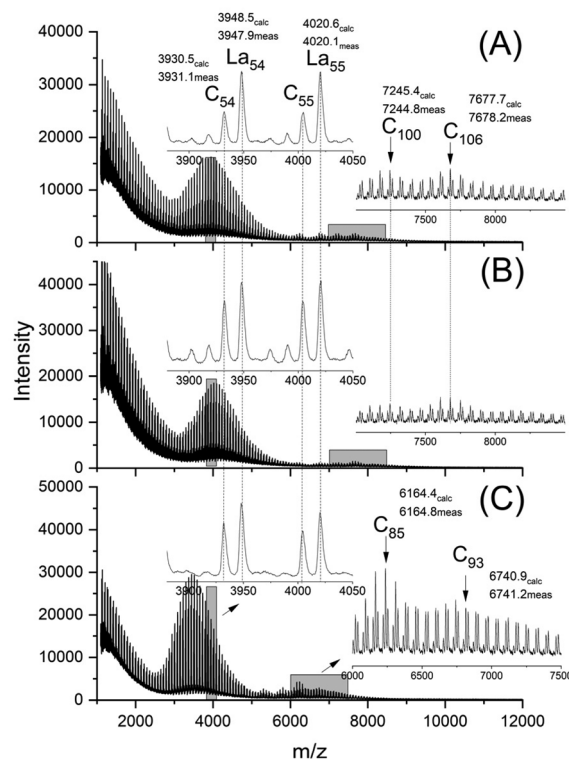 3948.5calc
3947.9meas
4020.6calc
4020.1meas
(A)
3930.5calc
3931.1meas
La54
La55
C54
C55
7245.4calc
7244.8meas
7677.7calc
7678.2meas
C100
C106
3900 3950 4000 4050
7500 8000
40000
30000
20000
10000
0
(B)
3900 3950 4000 4050
7500 8000
40000
30000
20000
10000
0
Intensity
(C)
6164.4calc
6164.8meas
C85
C93
6740.9calc
6741.2meas
3900 3950 4000 4050
6000 6500 7000 7500
50000
40000
30000
20000
10000
0
2000 4000 6000 8000 10000 12000
m/z